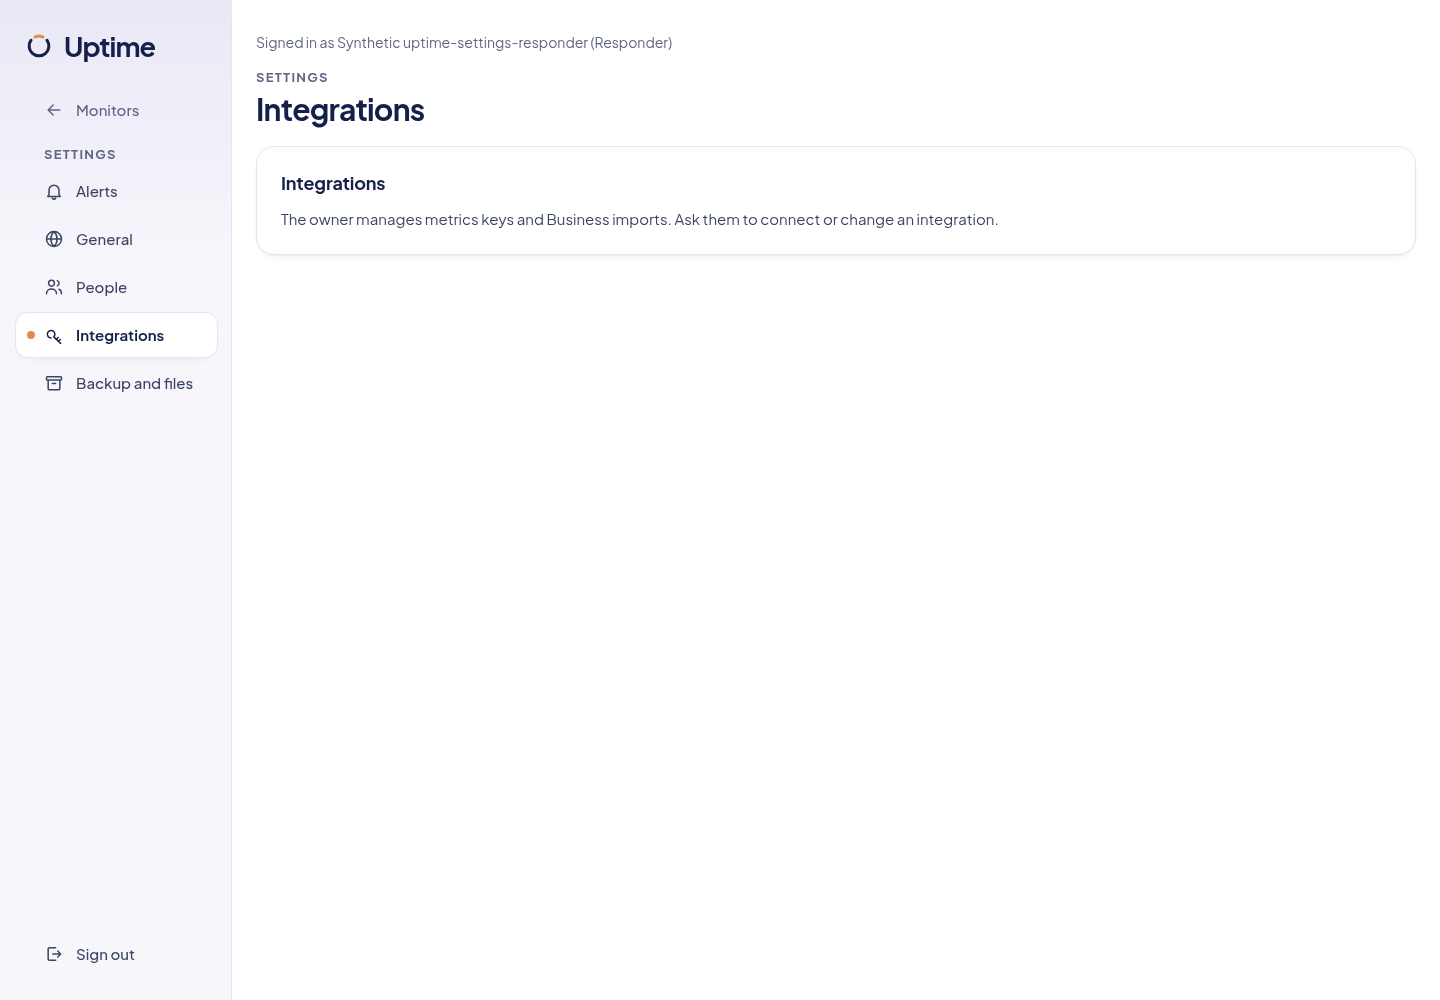 Uptime
Monitors
SETTINGS
Alerts
General
People
Integrations
Backup and files
Sign out
Signed in as Synthetic uptime-settings-responder (Responder)
SETTINGS
Integrations
Integrations
The owner manages metrics keys and Business imports. Ask them to connect or change an integration.